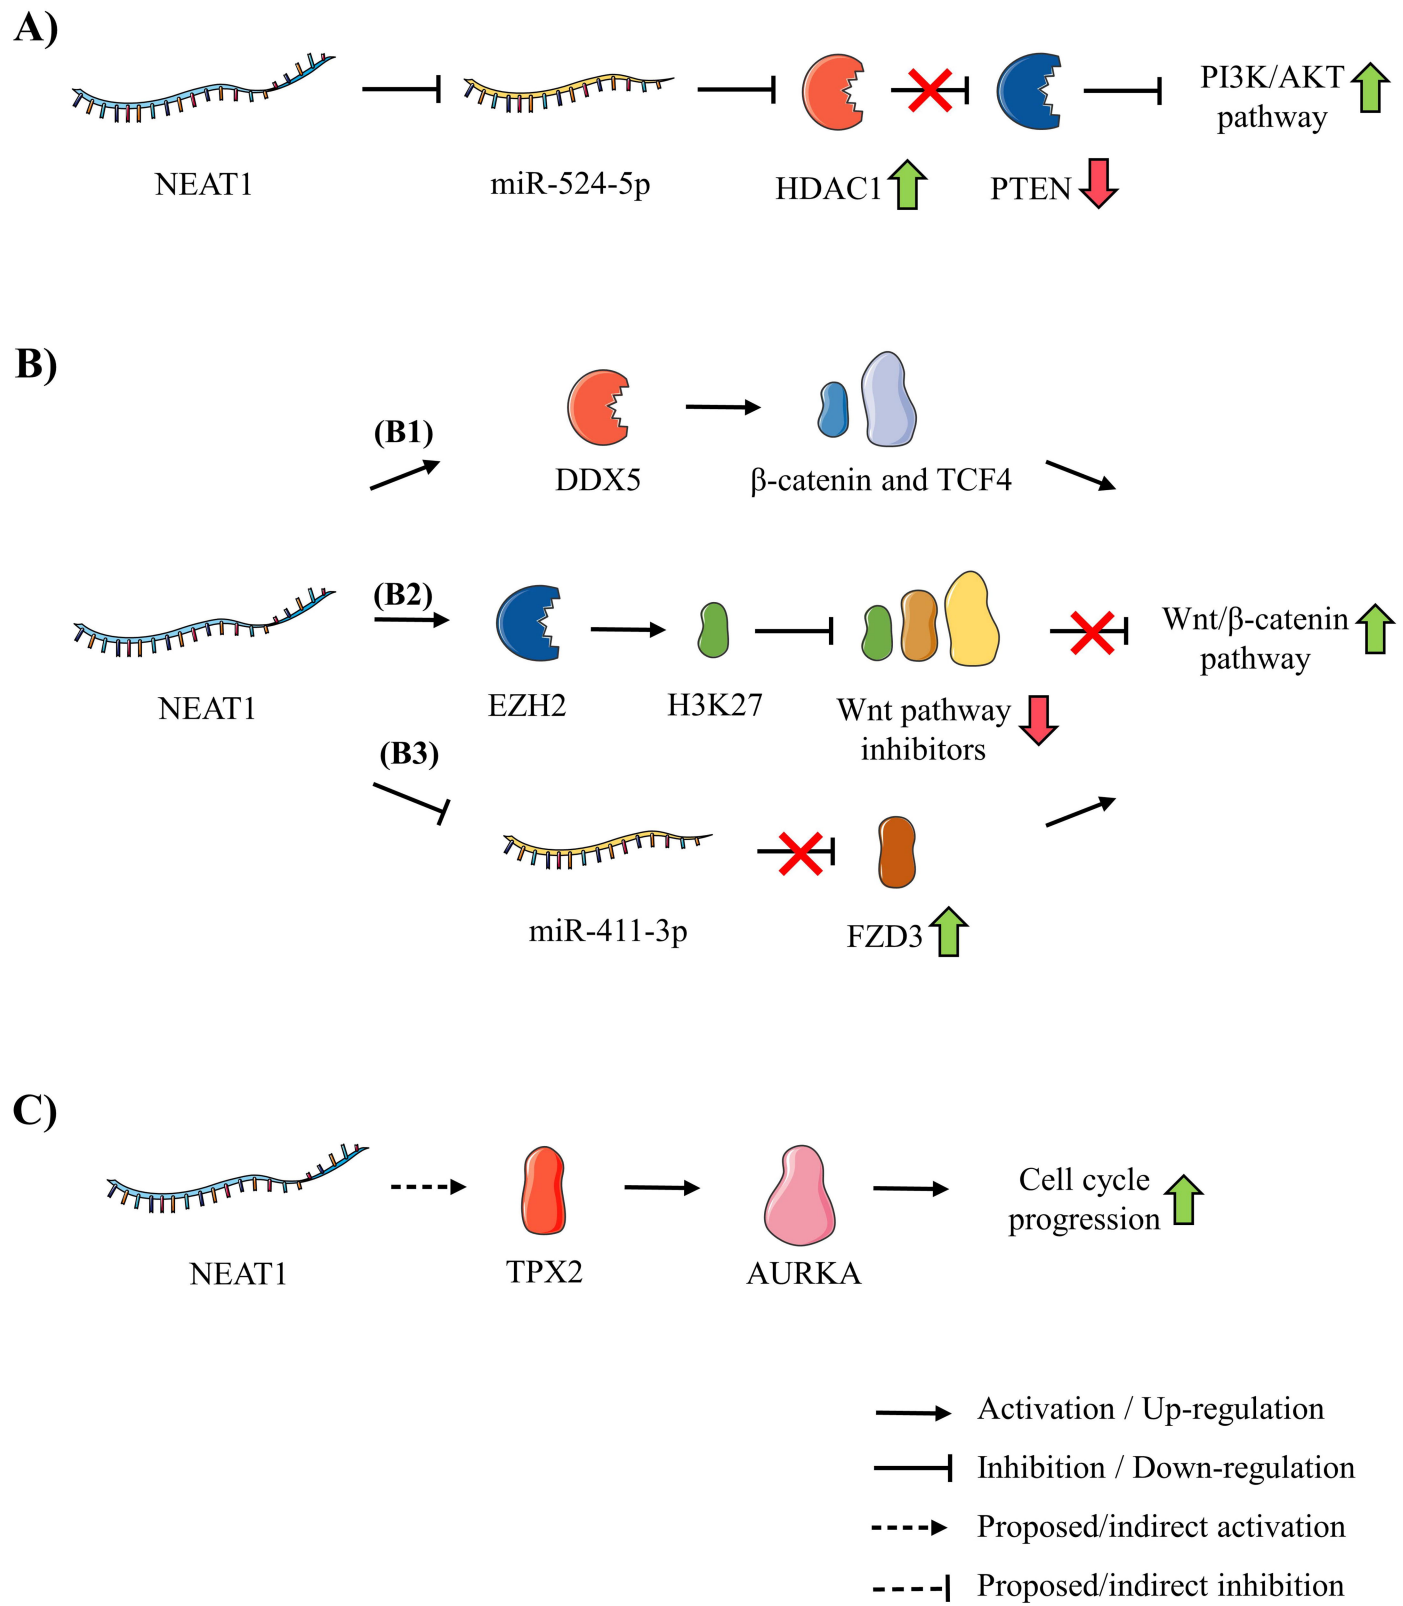 A)
NEAT1
miR-524-5p
HDAC1
PTEN
PI3K/AKT
pathway
B)
(B1)
DDX5
β-catenin and TCF4
(B2)
NEAT1
EZH2
H3K27
Wnt pathway
inhibitors
Wnt/β-catenin
pathway
(B3)
miR-411-3p
FZD3
C)
NEAT1
TPX2
AURKA
Cell cycle
progression
Activation / Up-regulation
Inhibition / Down-regulation
Proposed/indirect activation
Proposed/indirect inhibition